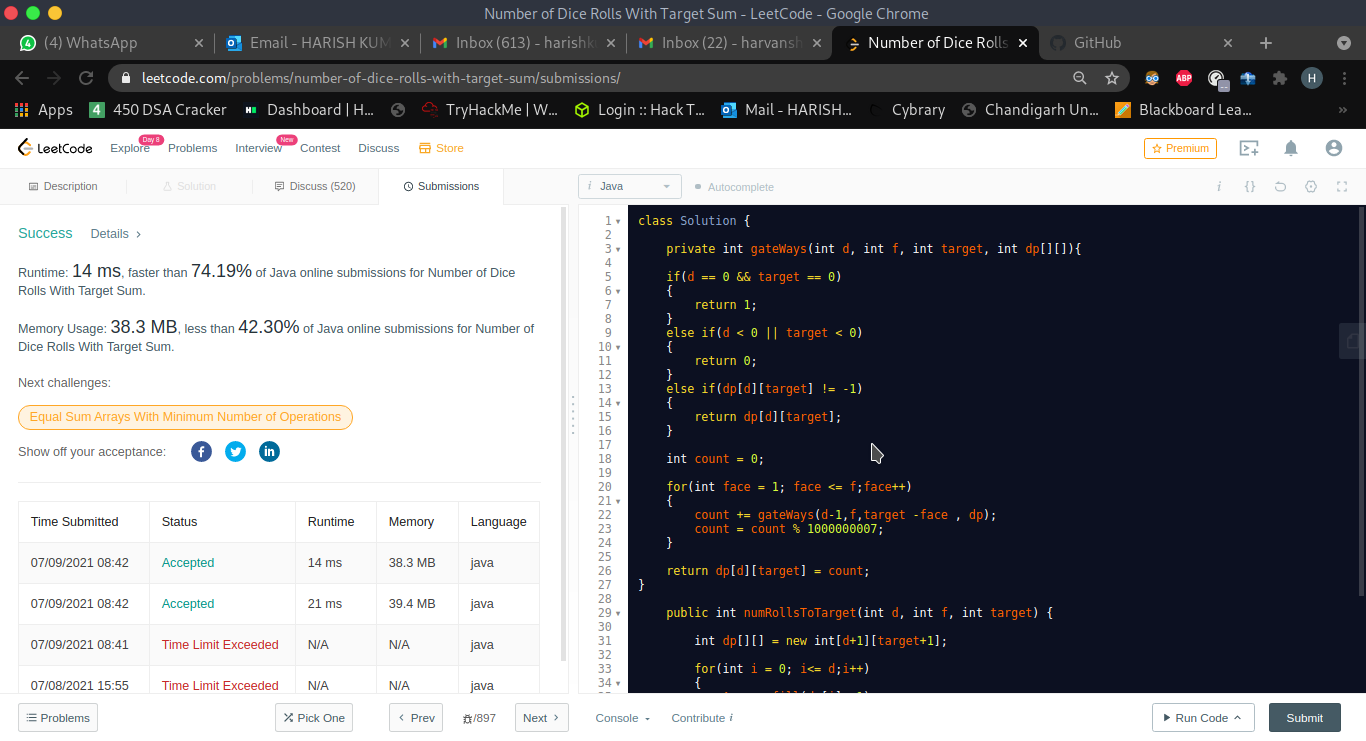 Number of Dice Rolls With Target Sum - LeetCode - Google Chrome
(4) WhatsApp
Email - HARISH KUM
Inbox (613) - harishk
Inbox (22) - harvansh
Number of Dice Rolls
GitHub
leetcode.com/problems/number-of-dice-rolls-with-target-sum/submissions/
ABP
H
Apps
4 450 DSA Cracker
Dashboard | H...
TryHackMe | W...
Login :: Hack T...
Mail - HARISH...
Cybrary
Chandigarh Un...
Blackboard Lea...
»
LeetCode
Explore
Day 8
Problems
Interview
New
Contest
Discuss
Store
Premium
Description
Solution
Discuss (520)
Submissions
i Java
Autocomplete
i {}
Success
Details
Runtime: 14 ms, faster than 74.19% of Java online submissions for Number of Dice
Rolls With Target Sum.
Memory Usage: 38.3 MB, less than 42.30% of Java online submissions for Number of
Dice Rolls With Target Sum.
Next challenges:
Equal Sum Arrays With Minimum Number of Operations
Show off your acceptance:
Time Submitted Status Runtime Memory Language
07/09/2021 08:42 Accepted 14 ms 38.3 MB java
07/09/2021 08:42 Accepted 21 ms 39.4 MB java
07/09/2021 08:41 Time Limit Exceeded N/A N/A java
07/08/2021 15:55 Time Limit Exceeded N/A N/A java
1 class Solution {
2
3 private int gateWays(int d, int f, int target, int dp[][]){
4
5 if(d == 0 && target == 0)
6 {
7 return 1;
8 }
9 else if(d < 0 || target < 0)
10 {
11 return 0;
12 }
13 else if(dp[d][target] != -1)
14 {
15 return dp[d][target];
16 }
17
18 int count = 0;
19
20 for(int face = 1; face <= f;face++)
21 {
22 count += gateWays(d-1,f,target -face , dp);
23 count = count % 1000000007;
24 }
25
26 return dp[d][target] = count;
27 }
28
29 public int numRollsToTarget(int d, int f, int target) {
30
31 int dp[][] = new int[d+1][target+1];
32
33 for(int i = 0; i<= d;i++)
34 {
Problems
Pick One
Prev
/897
Next
Console
Contribute i
Run Code
Submit